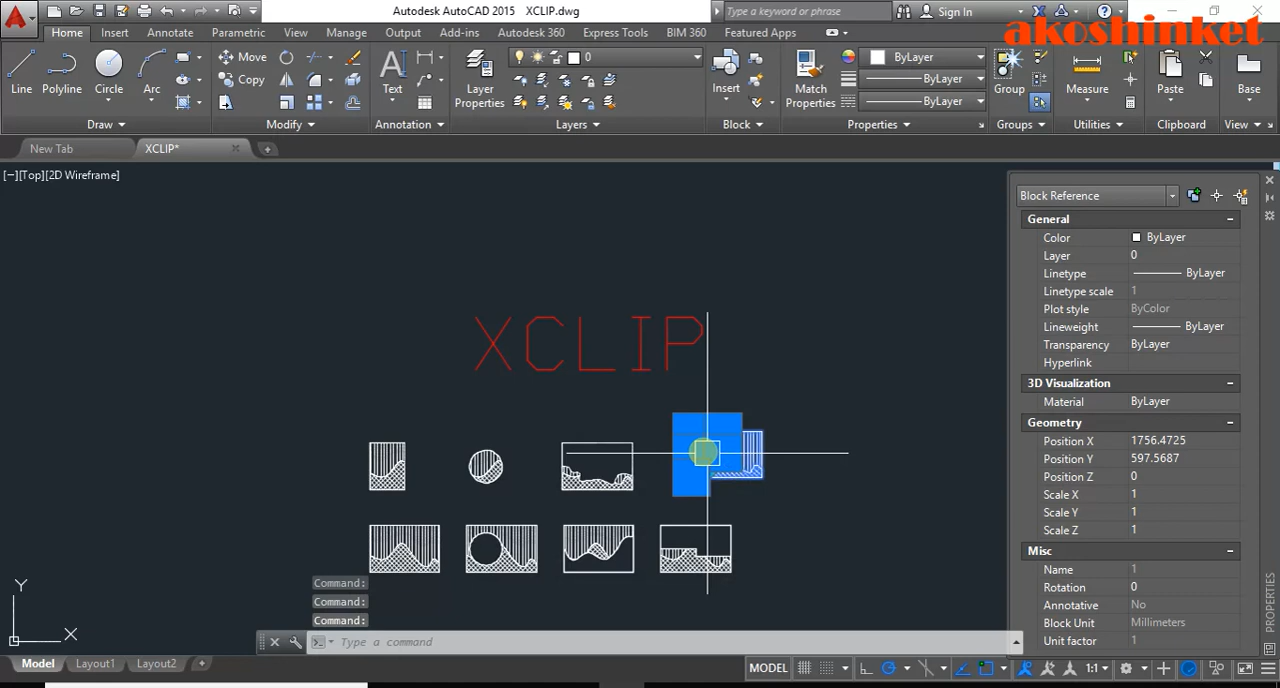 Autodesk AutoCAD 2015 XCLIP.dwg
Type a keyword or phrase
Sign In
akoshinket
Home Insert Annotate Parametric View Manage Output Add-ins Autodesk 360 Express Tools BIM 360 Featured Apps
Line Polyline Circle Arc
Move
Copy
Text
Layer Properties
0
Insert
Match Properties
ByLayer
ByLayer
ByLayer
Group
Measure
Paste
Base
Draw Modify Annotation Layers Block Properties Groups Utilities Clipboard View
New Tab XCLIP*
[−][Top][2D Wireframe]
XCLIP
Block Reference
General
Color ByLayer
Layer 0
Linetype ByLayer
Linetype scale 1
Plot style ByColor
Lineweight ByLayer
Transparency ByLayer
Hyperlink
3D Visualization
Material ByLayer
Geometry
Position X 1756.4725
Position Y 597.5687
Position Z 0
Scale X 1
Scale Y 1
Scale Z 1
Misc
Name 1
Rotation 0
Annotative No
Block Unit Millimeters
Unit factor 1
PROPERTIES
Y
X
Command:
Command:
Command:
Type a command
Model Layout1 Layout2 +
MODEL 1:1